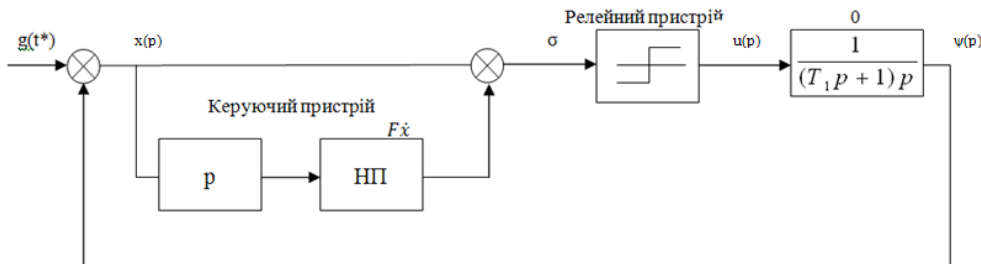 Релейний пристрій
0
g(t*)
x(p)
σ
u(p)
ψ(p)
1
(T₁p + 1) p
Керуючий пристрій
Fẋ
p
НП